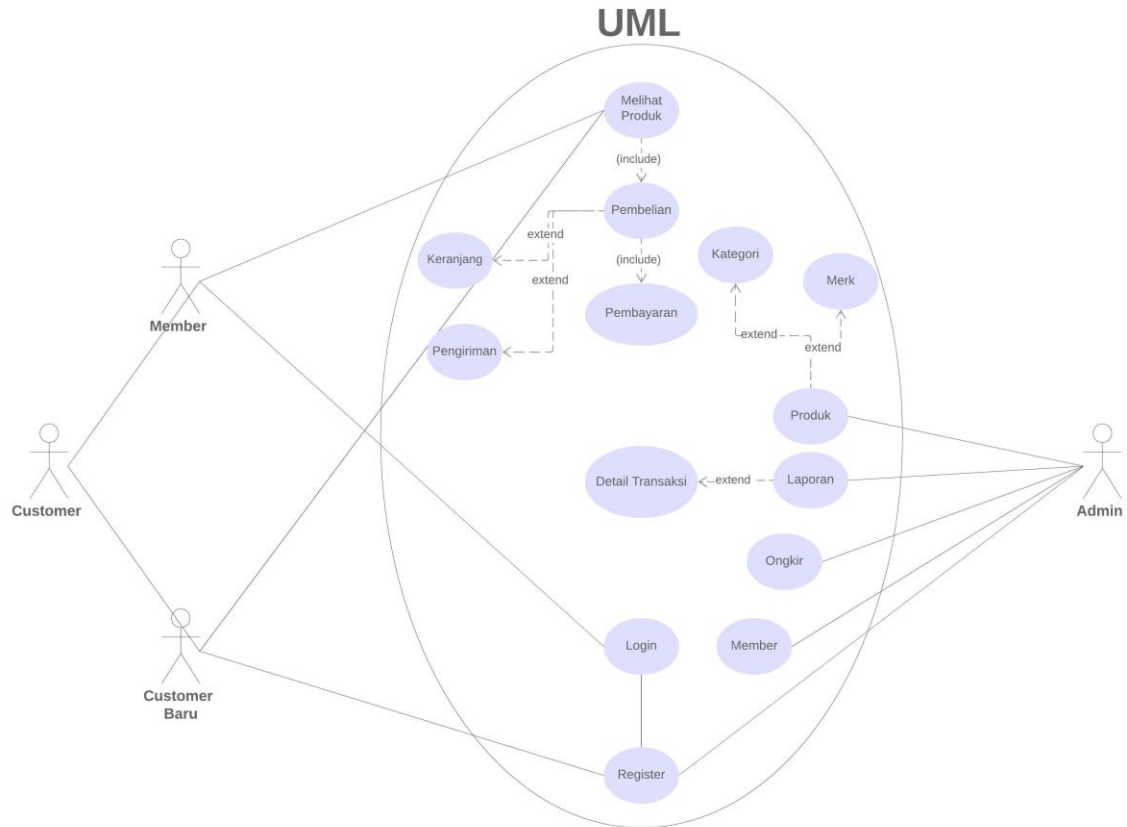 UML
Melihat
Produk
(include)
Pembelian
extend
Keranjang
(include)
Kategori
extend
Merk
Member
Pembayaran
extend
extend
Pengiriman
Produk
Customer
Detail Transaksi
extend
Laporan
Admin
Ongkir
Login
Member
Customer
Baru
Register